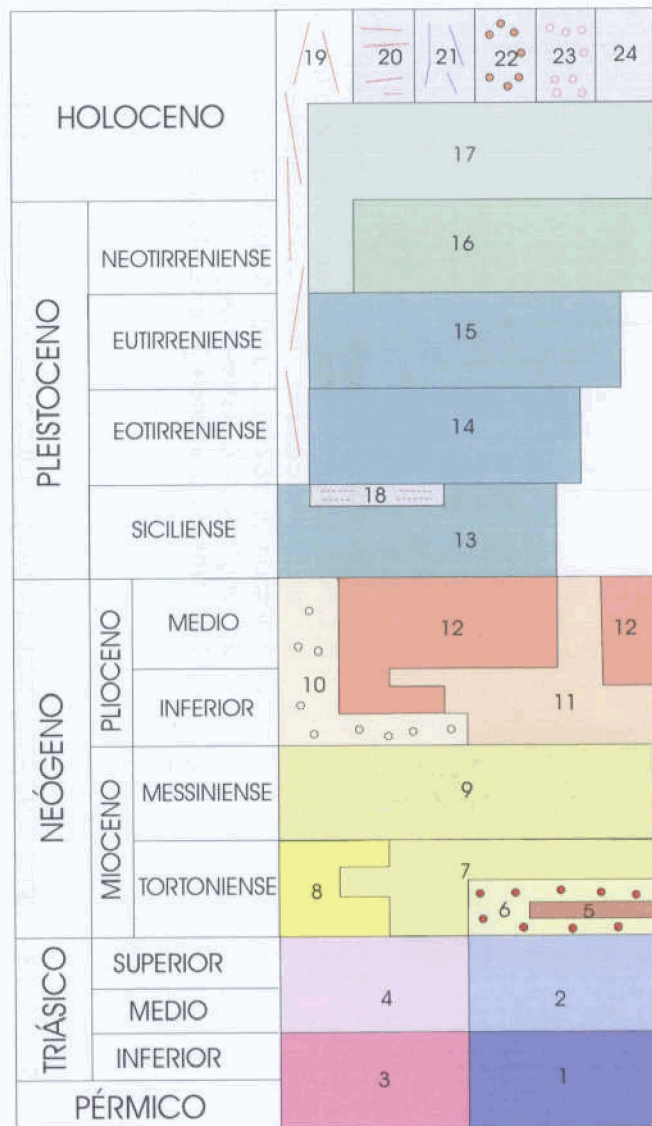 19 20 21 22 23 24
HOLOCENO
17
PLEISTOCENO
NEOTIRRENIENSE
16
EUTIRRENIENSE
15
EOTIRRENIENSE
14
18
SICILIENSE
13
NEÓGENO
PLIOCENO
MEDIO
12 12
10
INFERIOR
11
MIOCENO
MESSINIENSE
9
7
TORTONIENSE
8 6 5
TRIÁSICO
SUPERIOR
4 2
MEDIO
INFERIOR
3 1
PÉRMICO